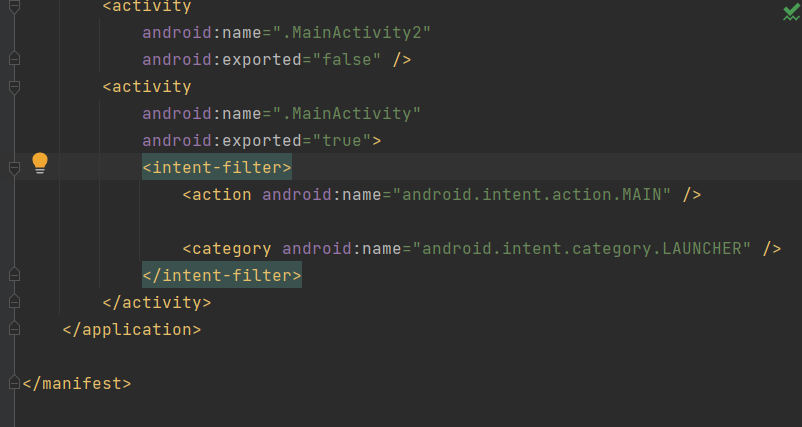 <activity
android:name=".MainActivity2"
android:exported="false" />
<activity
android:name=".MainActivity"
android:exported="true">
<intent-filter>
<action android:name="android.intent.action.MAIN" />
<category android:name="android.intent.category.LAUNCHER" />
</intent-filter>
</activity>
</application>
</manifest>